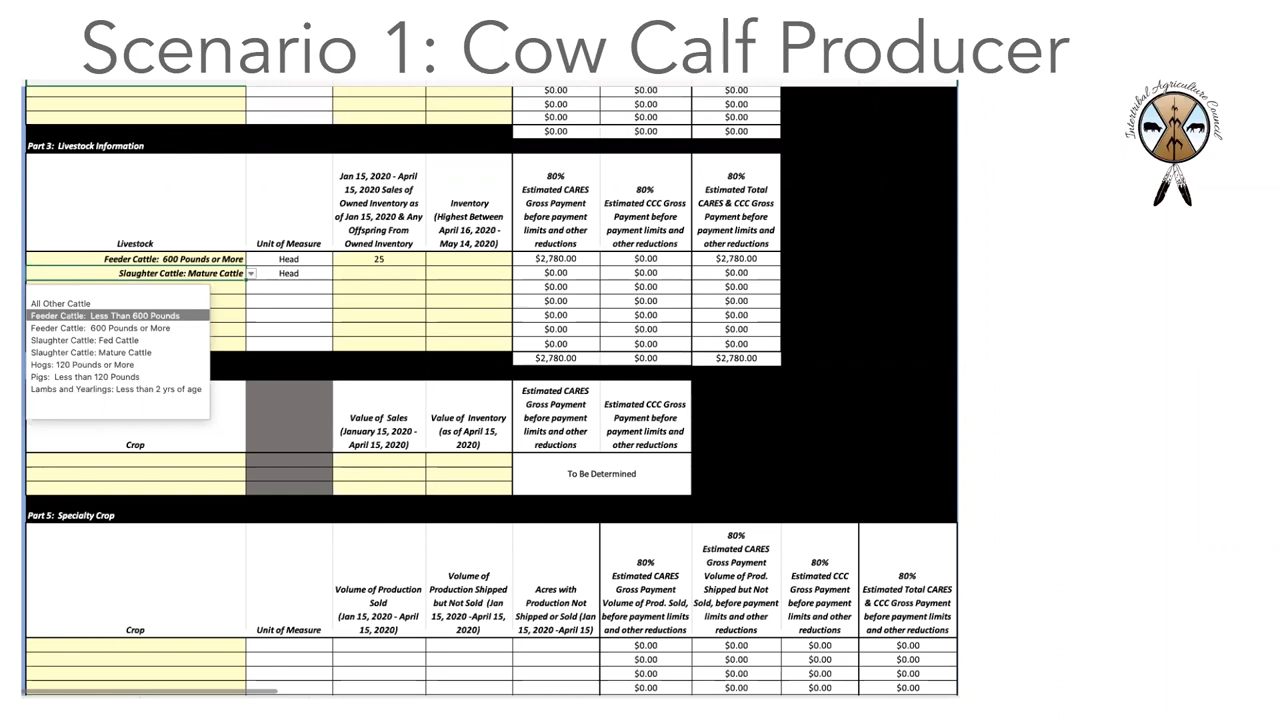 Scenario 1: Cow Calf Producer
Intertribal Agriculture Council
$0.00 $0.00 $0.00
$0.00 $0.00 $0.00
$0.00 $0.00 $0.00
$0.00 $0.00 $0.00
Part 3: Livestock Information
Livestock
Unit of Measure
Jan 15, 2020 - April
15, 2020 Sales of
Owned Inventory as
of Jan 15, 2020 & Any
Offspring From
Owned Inventory
Inventory
(Highest Between
April 16, 2020 -
May 14, 2020)
80%
Estimated CARES
Gross Payment
before payment
limits and other
reductions
80%
Estimated CCC Gross
Payment before
payment limits and
other reductions
80%
Estimated Total
CARES & CCC Gross
Payment before
payment limits and
other reductions
Feeder Cattle: 600 Pounds or More Head 25 $2,780.00 $0.00 $2,780.00
Slaughter Cattle: Mature Cattle Head $0.00 $0.00 $0.00
$0.00 $0.00 $0.00
$0.00 $0.00 $0.00
$0.00 $0.00 $0.00
$0.00 $0.00 $0.00
$0.00 $0.00 $0.00
$2,780.00 $0.00 $2,780.00
All Other Cattle
Feeder Cattle: Less Than 600 Pounds
Feeder Cattle: 600 Pounds or More
Slaughter Cattle: Fed Cattle
Slaughter Cattle: Mature Cattle
Hogs: 120 Pounds or More
Pigs: Less than 120 Pounds
Lambs and Yearlings: Less than 2 yrs of age
Crop
Value of Sales
(January 15, 2020 -
April 15, 2020)
Value of Inventory
(as of April 15,
2020)
Estimated CARES
Gross Payment
before payment
limits and other
reductions
Estimated CCC Gross
Payment before
payment limits and
other reductions
To Be Determined
Part 5: Specialty Crop
Crop
Unit of Measure
Volume of Production
Sold
(Jan 15, 2020 - April
15, 2020)
Volume of
Production Shipped
but Not Sold (Jan
15, 2020 -April 15,
2020)
Acres with
Production Not
Shipped or Sold (Jan
15, 2020 -April 15)
80%
Estimated CARES
Gross Payment
Volume of Prod. Sold,
before payment limits
and other reductions
80%
Estimated CARES
Gross Payment
Volume of Prod.
Shipped but Not
Sold, before payment
limits and other
reductions
80%
Estimated CCC
Gross Payment
before payment
limits and other
reductions
80%
Estimated Total CARES
& CCC Gross Payment
before payment limits
and other reductions
$0.00 $0.00 $0.00 $0.00
$0.00 $0.00 $0.00 $0.00
$0.00 $0.00 $0.00 $0.00
$0.00 $0.00 $0.00 $0.00